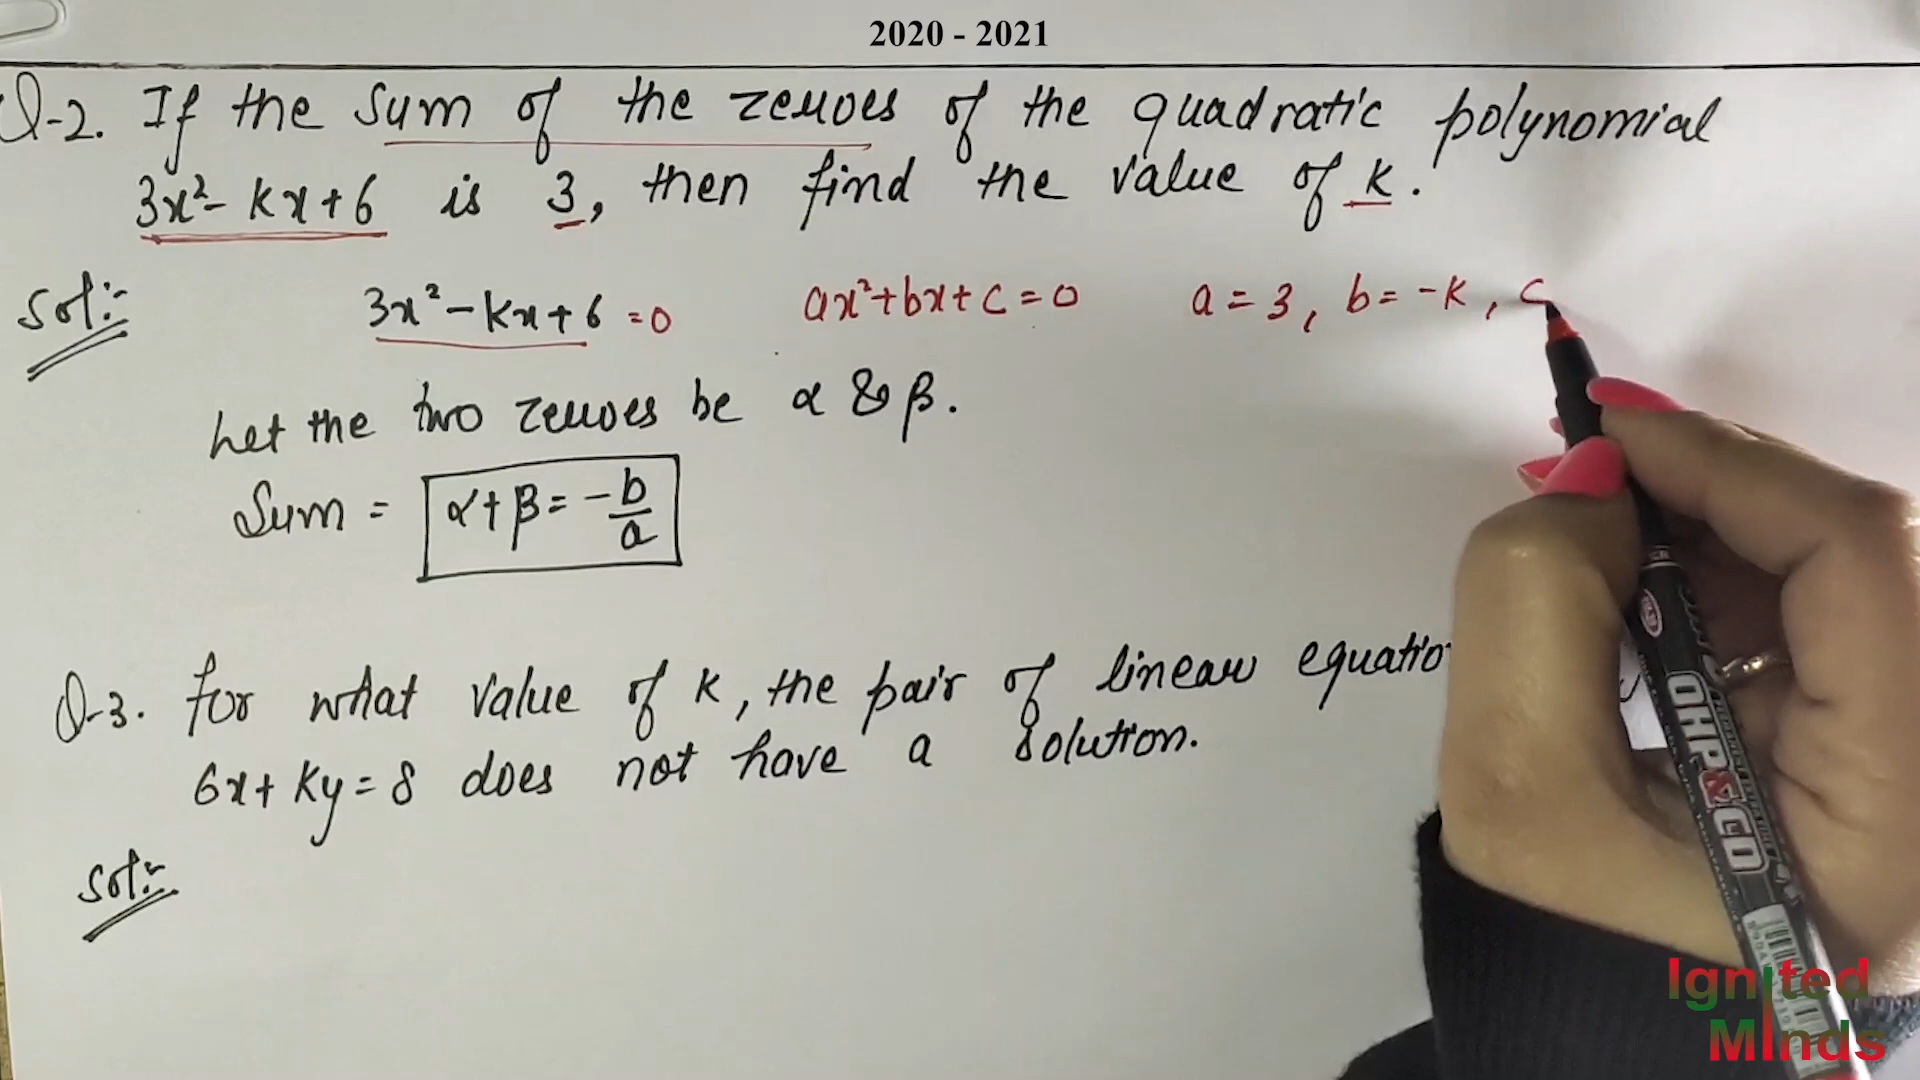 2020 - 2021
Q-2. If the sum of the zeroes of the quadratic polynomial
3x² - kx + 6 is 3, then find the value of k.
Sol:-
3x² - kx + 6 = 0 ax² + bx + c = 0 a = 3, b = -k, c
Let the two zeroes be α & β.
Sum = α + β = -b/a
Q-3. For what value of k, the pair of linear equatio
6x + ky = 8 does not have a solution.
Sol:-
OHP & CD
Ignited
Minds